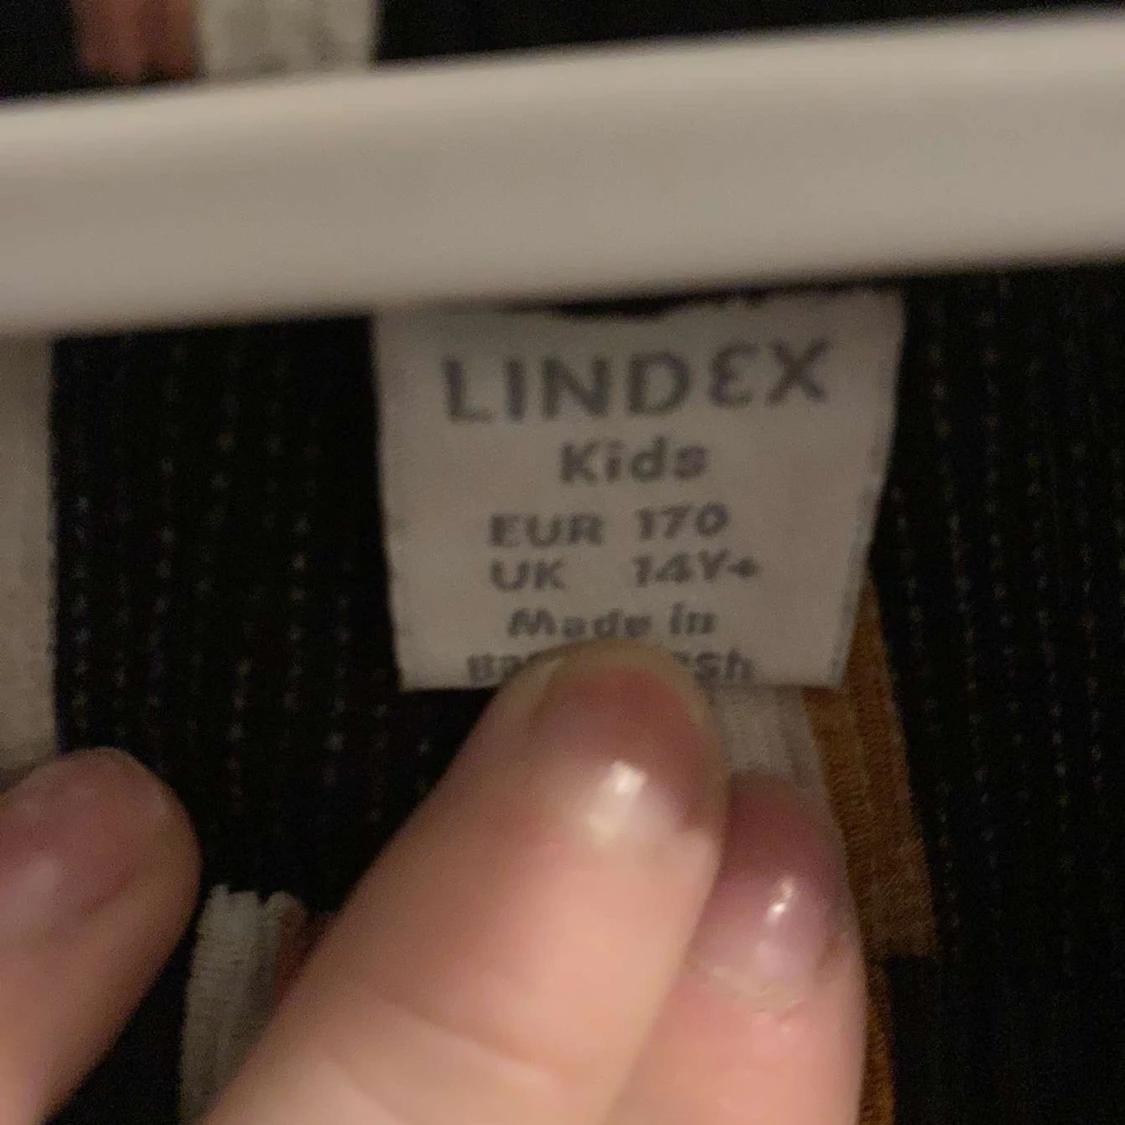 LINDEX
Kids
EUR 170
UK 14Y+
Made in